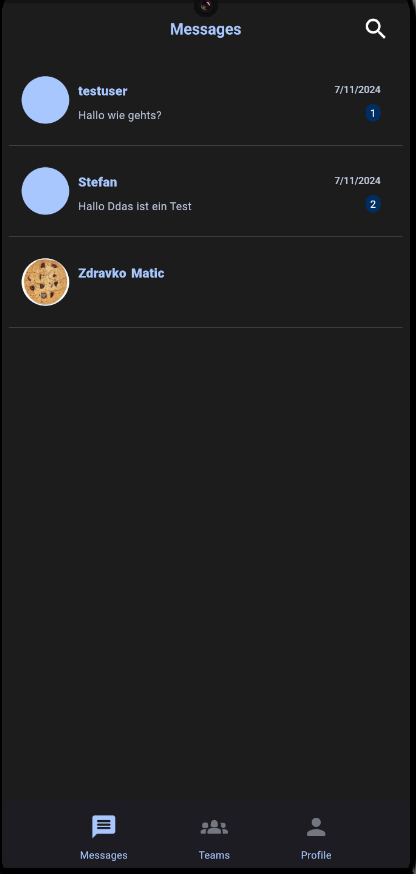 Messages
testuser
7/11/2024
Hallo wie gehts?
1
Stefan
7/11/2024
Hallo Ddas ist ein Test
2
Zdravko Matic
Messages
Teams
Profile